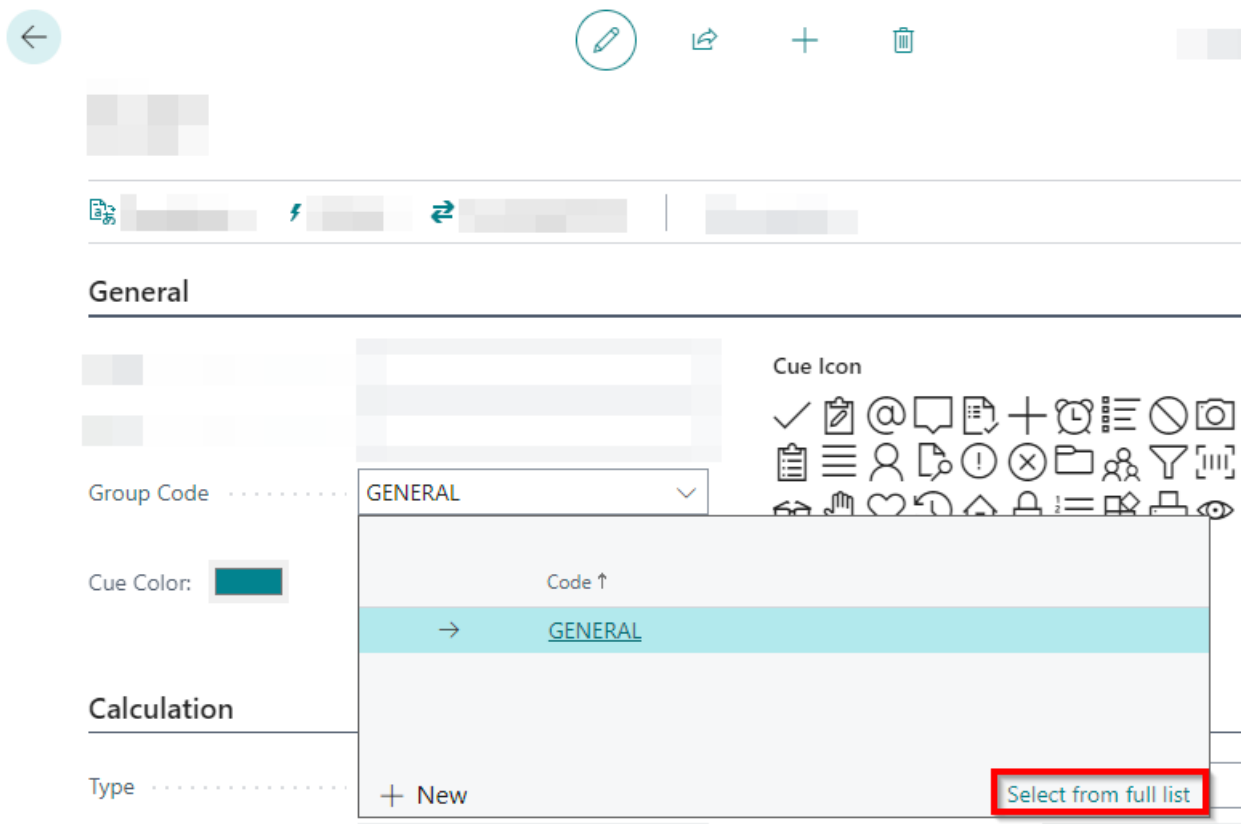 General
Cue Icon
Group Code
GENERAL
Code ↑
Cue Color:
GENERAL
Calculation
Type
+ New
Select from full list